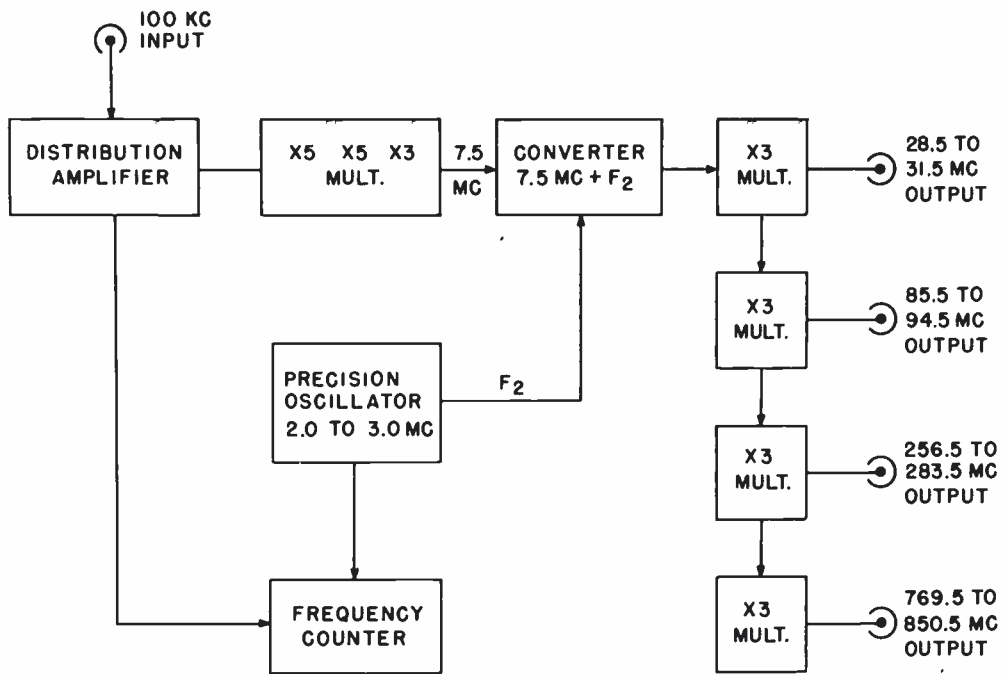 100 KC
INPUT
DISTRIBUTION
AMPLIFIER
X5 X5 X3
MULT.
7.5
MC
CONVERTER
7.5 MC + F2
X3
MULT.
28.5 TO
31.5 MC
OUTPUT
X3
MULT.
85.5 TO
94.5 MC
OUTPUT
PRECISION
OSCILLATOR
2.0 TO 3.0 MC
F2
X3
MULT.
256.5 TO
283.5 MC
OUTPUT
FREQUENCY
COUNTER
X3
MULT.
769.5 TO
850.5 MC
OUTPUT